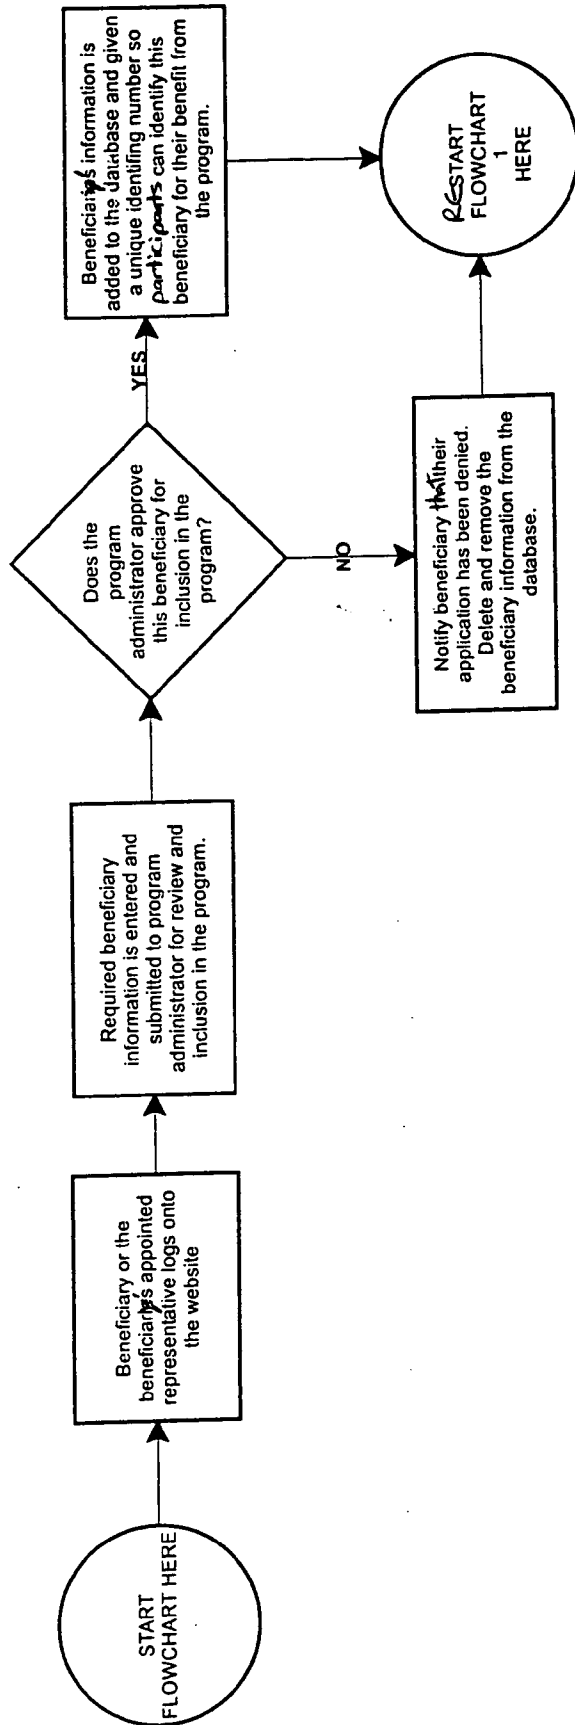 START
FLOWCHART HERE
Beneficiary or the
beneficiary's appointed
representative logs onto
the website
Required beneficiary
information is entered and
submitted to program
administrator for review and
inclusion in the program.
Does the
program
administrator approve
this beneficiary for
inclusion in the
program?
YES
Beneficiary's information is
added to the database and given
a unique identifing number so
participants can identify this
beneficiary for their benefit from
the program.
NO
Notify beneficiary that their
application has been denied.
Delete and remove the
beneficiary information from the
database.
RESTART
FLOWCHART
1
HERE